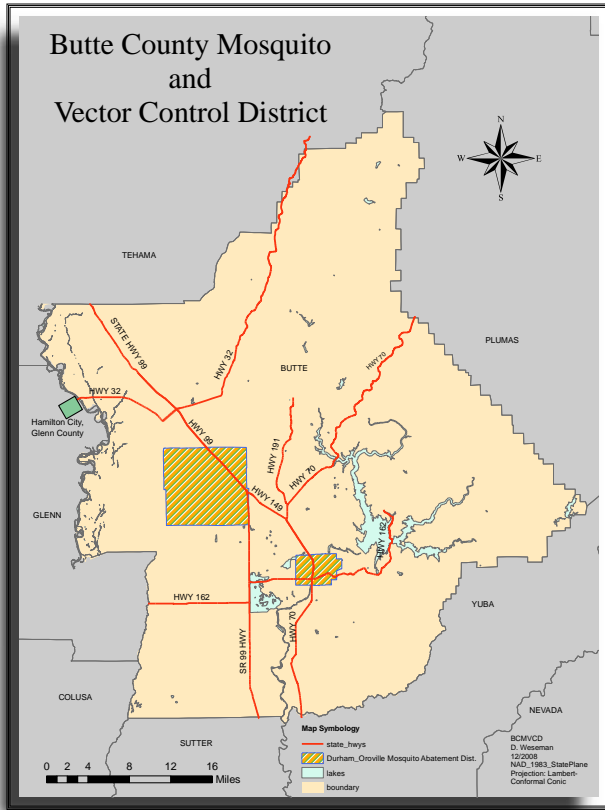 Butte County Mosquito
and
Vector Control District
N
W
E
S
TEHAMA
PLUMAS
STATE HWY 99
HWY 32
HWY 70
BUTTE
HWY 32
Hamilton City,
Glenn County
HWY 99
HWY 191
HWY 70
HWY 149
GLENN
HWY 162
HWY 162
YUBA
SR 99 HWY
HWY 70
COLUSA
NEVADA
SUTTER
Map Symbology
state_hwys
Durham_Oroville Mosquito Abatement Dist.
lakes
boundary
BCMVCD
D. Weseman
12/2008
NAD_1983_StatePlane
Projection: Lambert-
Conformal Conic
0 2 4 8 12 16
Miles